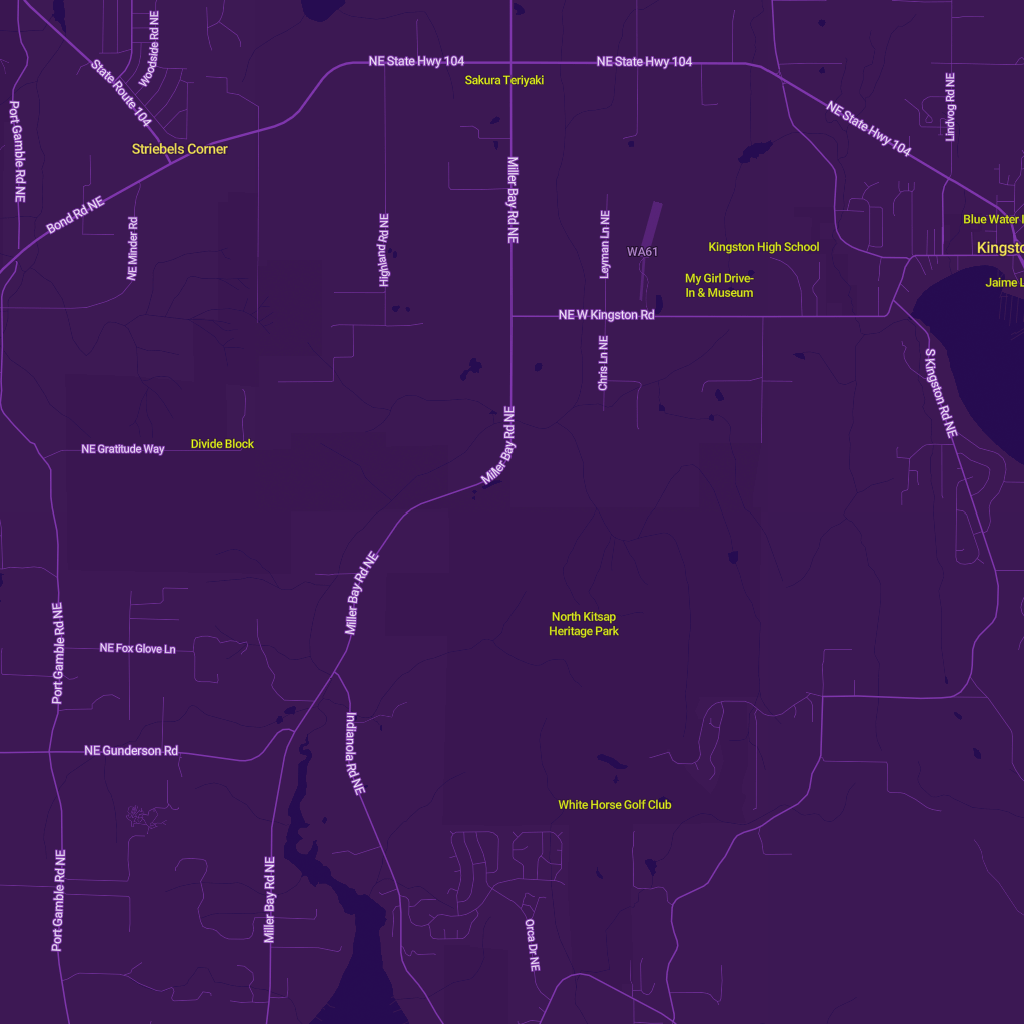 Woodside Rd NE
State Route 104
NE State Hwy 104
NE State Hwy 104
Sakura Teriyaki
Port Gamble Rd NE
Lindvog Rd NE
NE State Hwy 104
Striebels Corner
Miller Bay Rd NE
Bond Rd NE
NE Minder Rd
Highland Rd NE
Leyman Ln NE
WA61
Kingston High School
Blue Water
Kingsto
My Girl Drive-
In & Museum
Jaime L
NE W Kingston Rd
Chris Ln NE
S Kingston Rd NE
Miller Bay Rd NE
NE Gratitude Way
Divide Block
Miller Bay Rd NE
Port Gamble Rd NE
North Kitsap
Heritage Park
NE Fox Glove Ln
Indianola Rd NE
NE Gunderson Rd
White Horse Golf Club
Port Gamble Rd NE
Miller Bay Rd NE
Orca Dr NE